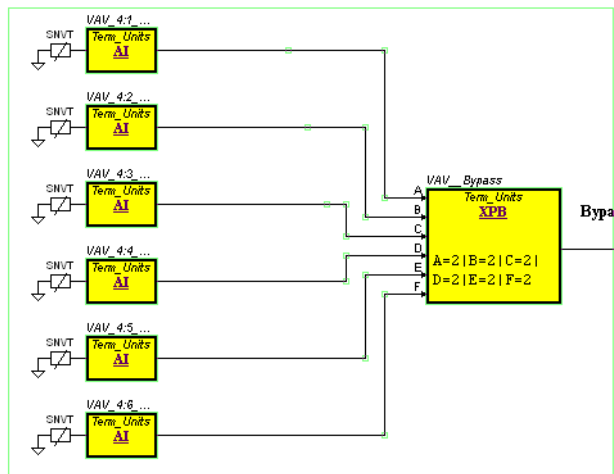 VAV_4:1_...
SNVT
Term_Units
AI
VAV_4:2_...
SNVT
Term_Units
AI
VAV_4:3_...
SNVT
Term_Units
AI
VAV_4:4_...
SNVT
Term_Units
AI
VAV_4:5_...
SNVT
Term_Units
AI
VAV_4:6_...
SNVT
Term_Units
AI
VAV__Bypass
A
B
C
D
E
F
Term_Units
XPB
A=2|B=2|C=2|
D=2|E=2|F=2
Bypa